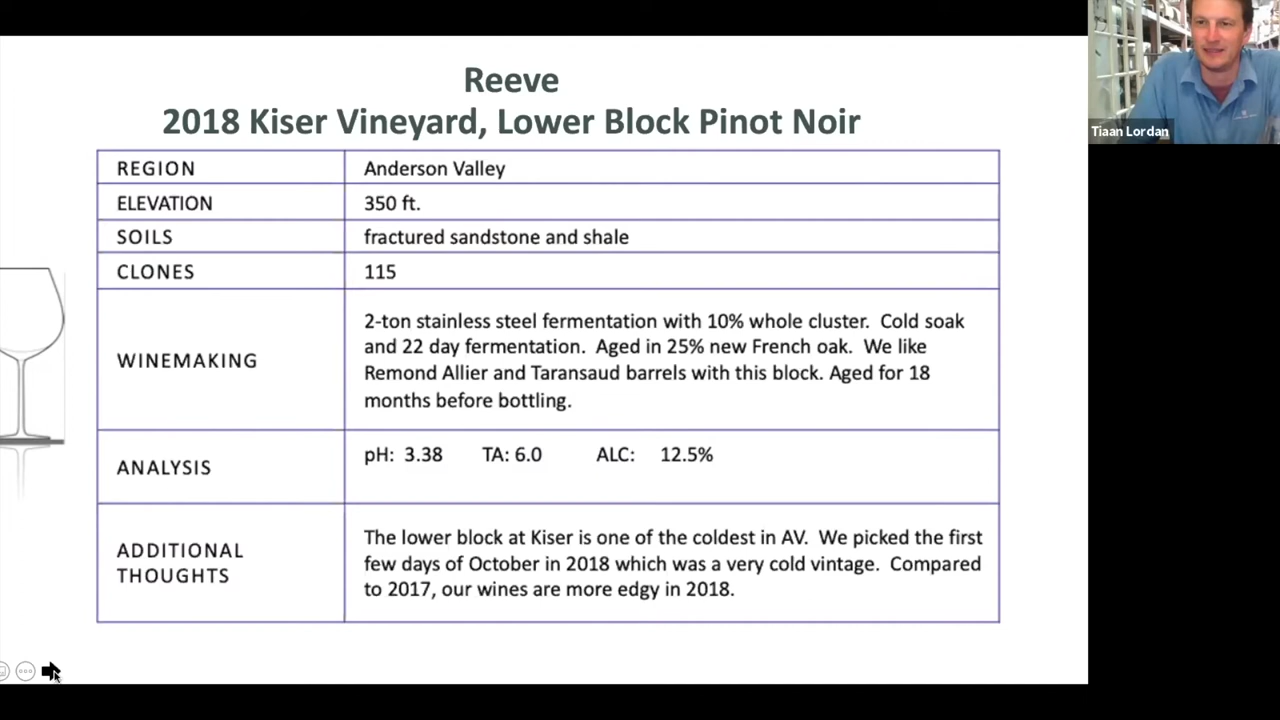 Reeve
2018 Kiser Vineyard, Lower Block Pinot Noir
Tiaan Lordan
REGION
Anderson Valley
ELEVATION
350 ft.
SOILS
fractured sandstone and shale
CLONES
115
WINEMAKING
2-ton stainless steel fermentation with 10% whole cluster. Cold soak
and 22 day fermentation. Aged in 25% new French oak. We like
Remond Allier and Taransaud barrels with this block. Aged for 18
months before bottling.
ANALYSIS
pH: 3.38 TA: 6.0 ALC: 12.5%
ADDITIONAL
THOUGHTS
The lower block at Kiser is one of the coldest in AV. We picked the first
few days of October in 2018 which was a very cold vintage. Compared
to 2017, our wines are more edgy in 2018.